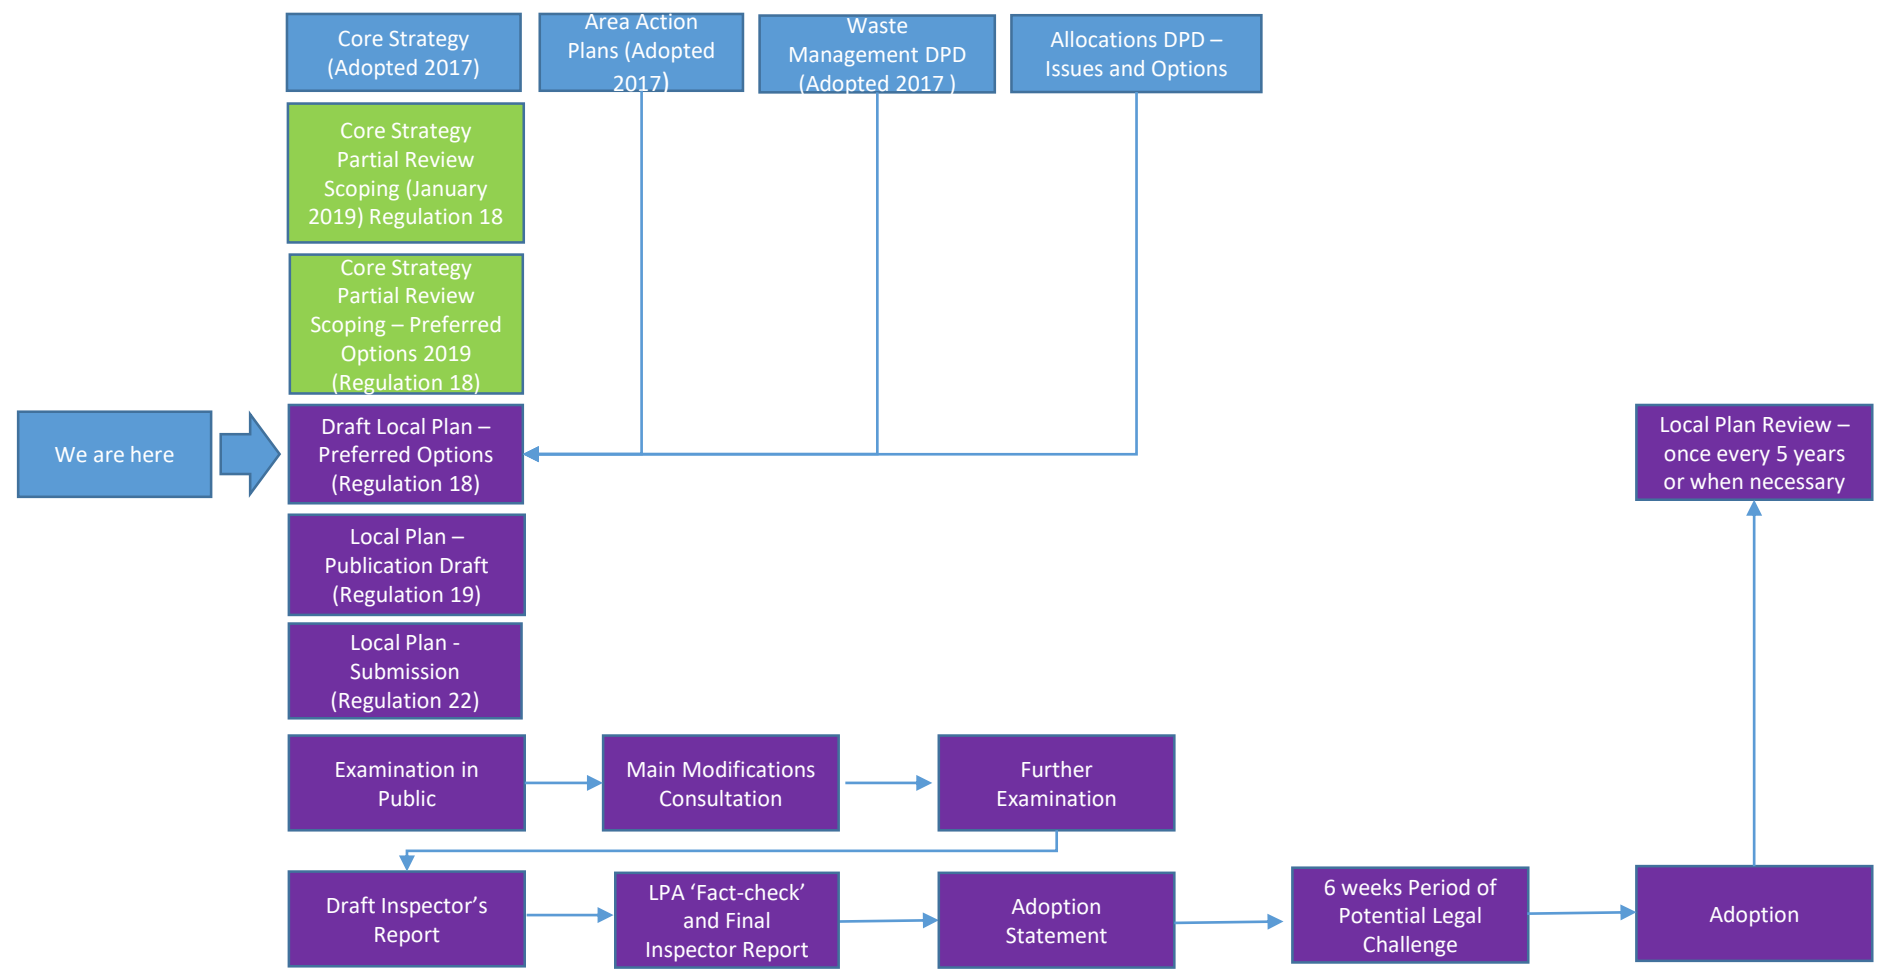 Core Strategy
(Adopted 2017)
Area Action
Plans (Adopted
2017)
Waste
Management DPD
(Adopted 2017 )
Allocations DPD –
Issues and Options
Core Strategy
Partial Review
Scoping (January
2019) Regulation 18
Core Strategy
Partial Review
Scoping – Preferred
Options 2019
(Regulation 18)
We are here
Draft Local Plan –
Preferred Options
(Regulation 18)
Local Plan Review –
once every 5 years
or when necessary
Local Plan –
Publication Draft
(Regulation 19)
Local Plan -
Submission
(Regulation 22)
Examination in
Public
Main Modifications
Consultation
Further
Examination
Draft Inspector’s
Report
LPA ‘Fact-check’
and Final
Inspector Report
Adoption
Statement
6 weeks Period of
Potential Legal
Challenge
Adoption